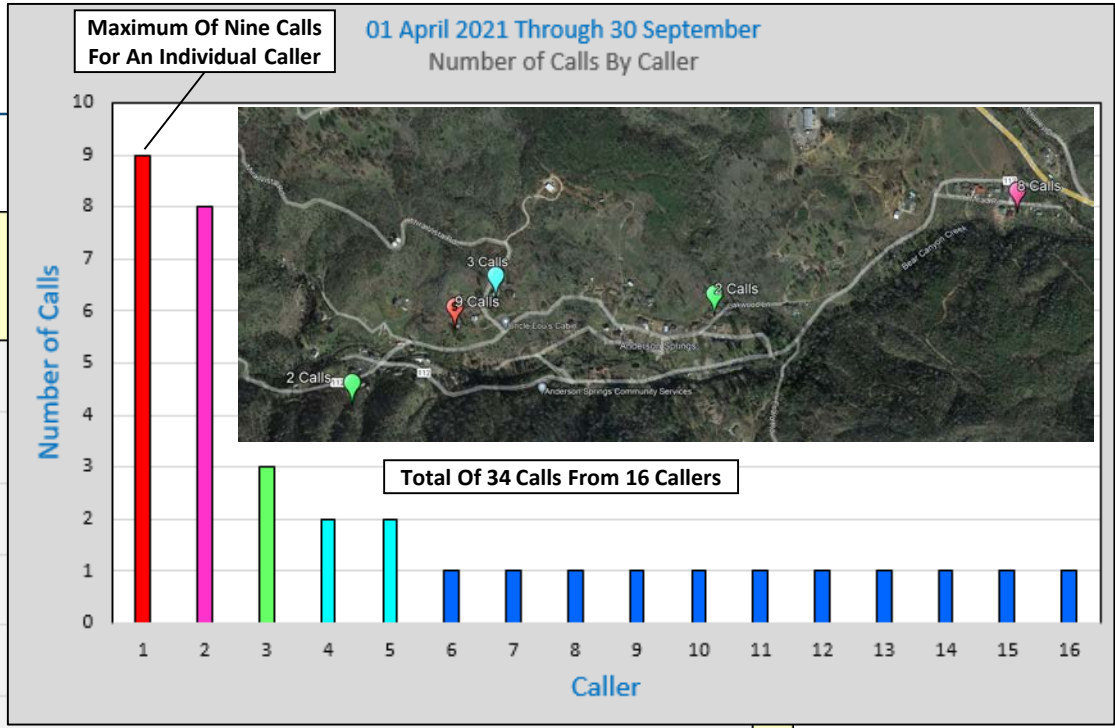 Maximum Of Nine Calls
For An Individual Caller
01 April 2021 Through 30 September
Number of Calls By Caller
Number of Calls
10
9
8
7
6
5
4
3
2
1
0
8 Calls
Bear Canyon Creek
3 Calls
2 Calls
9 Calls
Uncle Lou's Cabin
Anderson Springs
2 Calls
112
112
Anderson Springs Community Services
Total Of 34 Calls From 16 Callers
1 2 3 4 5 6 7 8 9 10 11 12 13 14 15 16
Caller